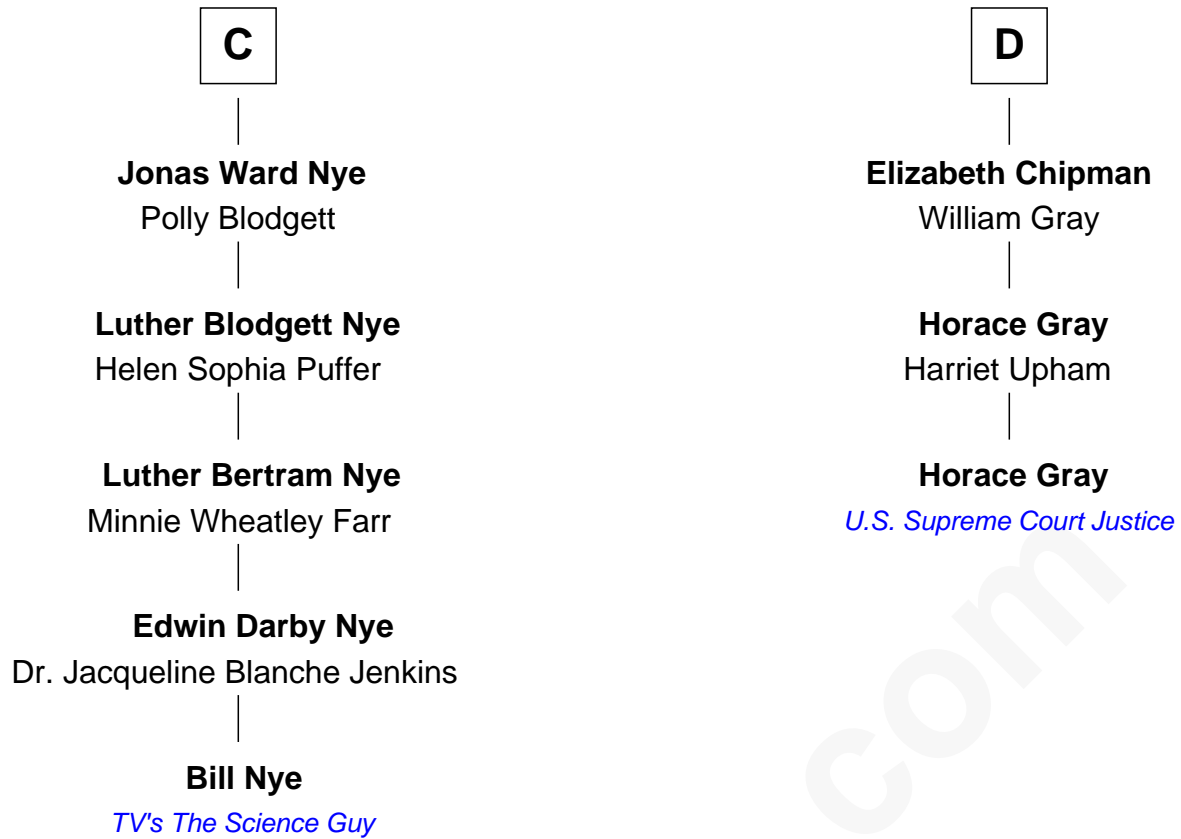 C
Jonas Ward Nye
Polly Blodgett
Luther Blodgett Nye
Helen Sophia Puffer
Luther Bertram Nye
Minnie Wheatley Farr
Edwin Darby Nye
Dr. Jacqueline Blanche Jenkins
Bill Nye
TV's The Science Guy
D
Elizabeth Chipman
William Gray
Horace Gray
Harriet Upham
Horace Gray
U.S. Supreme Court Justice
com